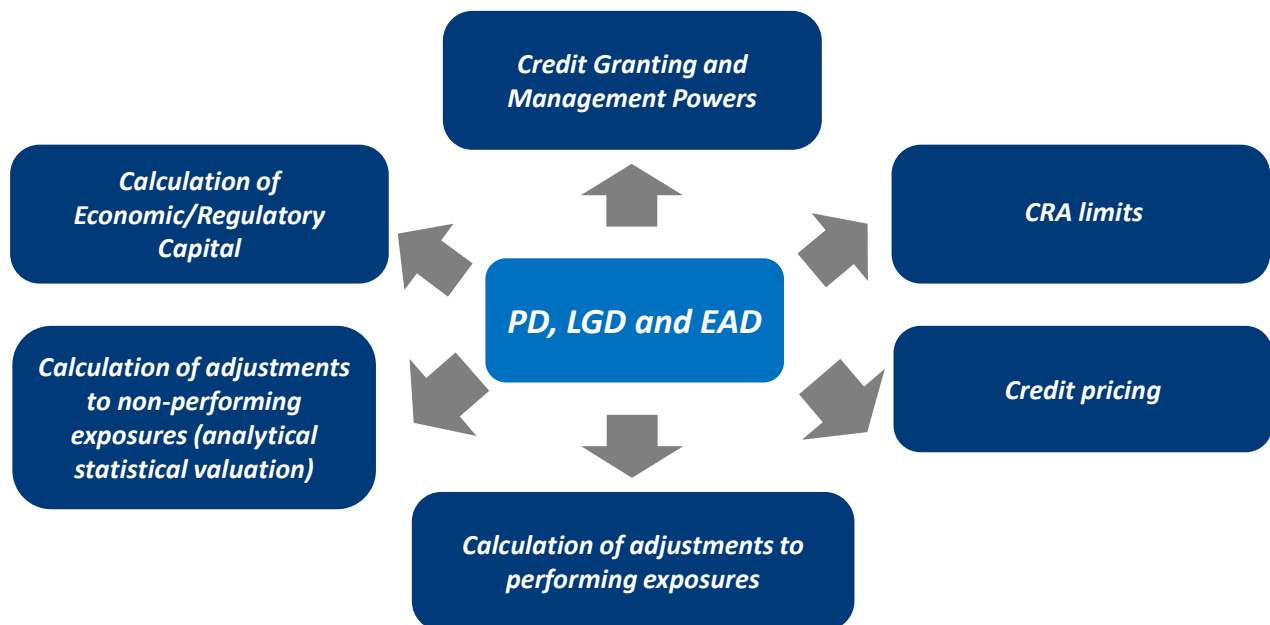 Credit Granting and
Management Powers
Calculation of
Economic/Regulatory
Capital
CRA limits
PD, LGD and EAD
Calculation of adjustments
to non-performing
exposures (analytical
statistical valuation)
Credit pricing
Calculation of adjustments to
performing exposures